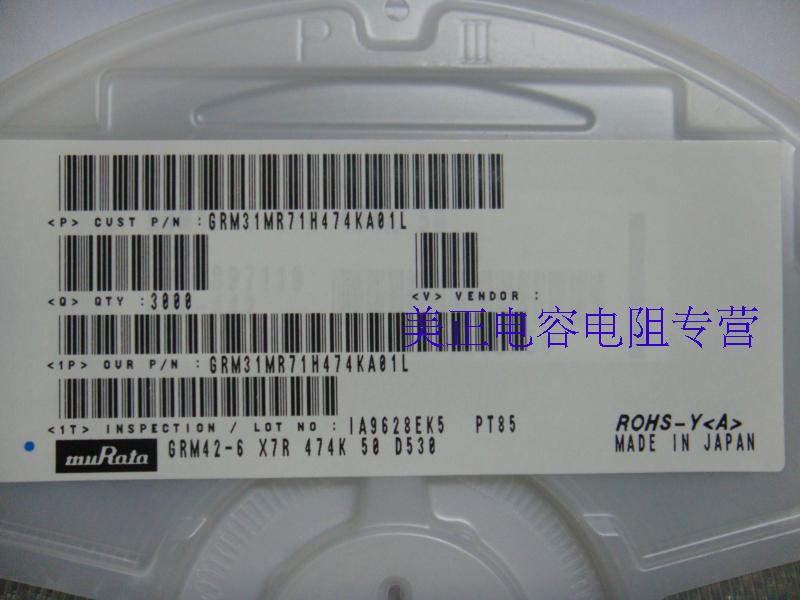 P III
<P> CUST P/N :GRM31MR71H474KA01L
<Q> QTY :3000
<V> VENDOR :
美正电容电阻专营
<1P> OUR P/N :GRM31MR71H474KA01L
<1T> INSPECTION / LOT NO :IA9628EK5 PT85
ROHS-Y<A>
muRata GRM42-6 X7R 474K 50 D530
MADE IN JAPAN